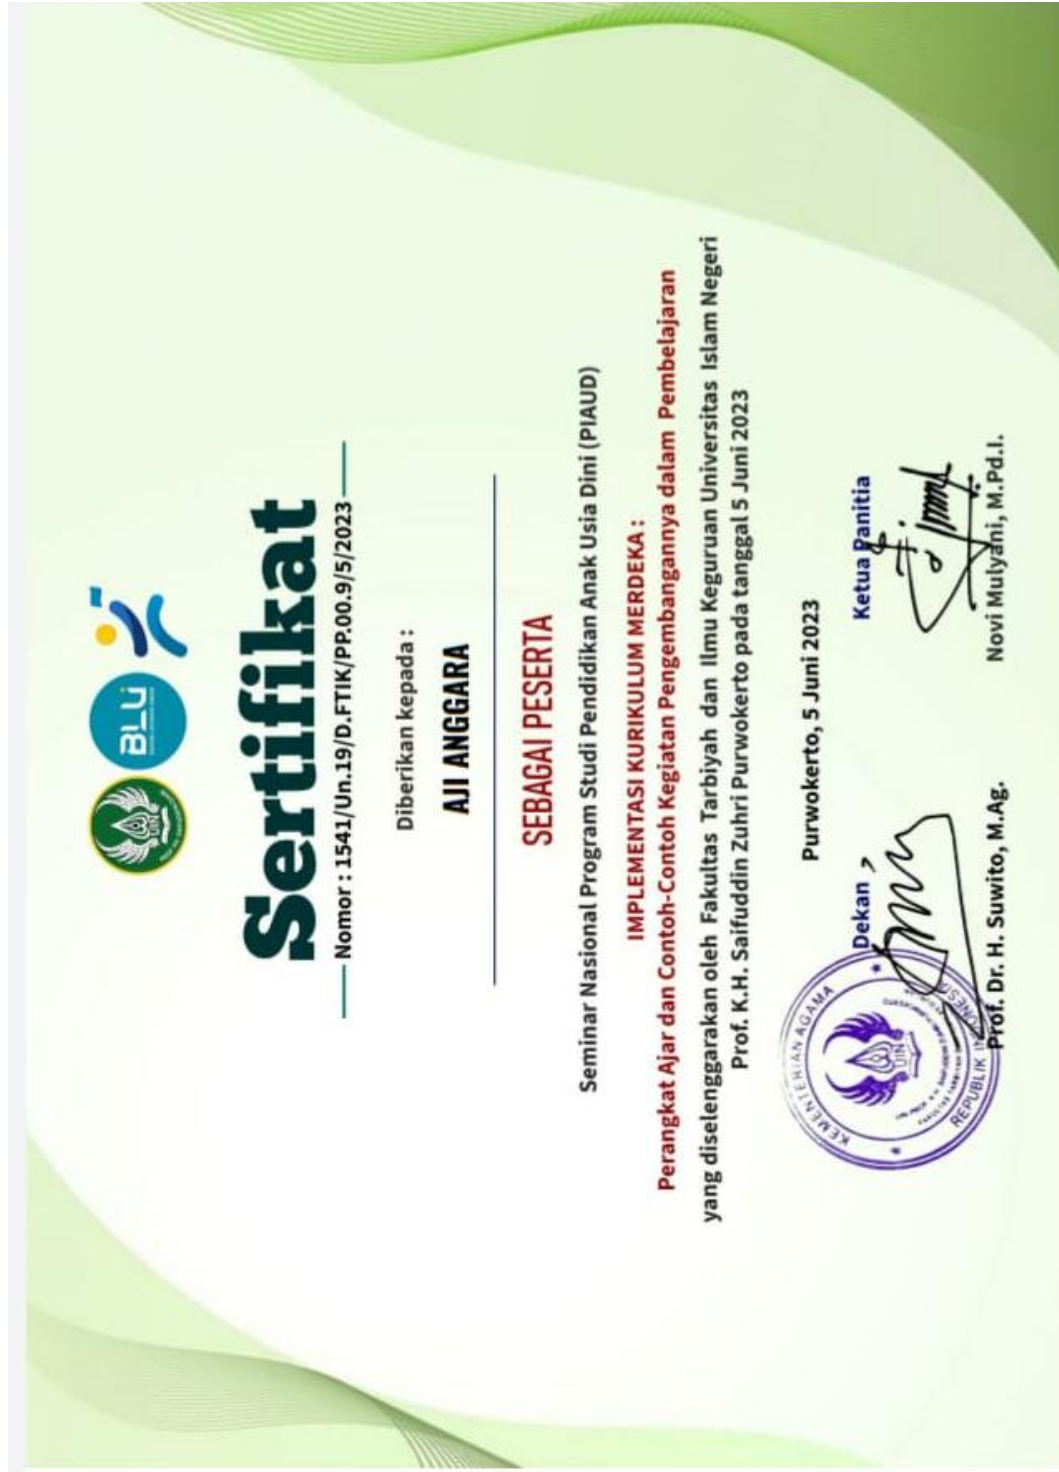 BLU
UIN
Sertifikat
Nomor : 1541/Un.19/D.FTIK/PP.00.9/5/2023
Diberikan kepada :
AJI ANGGARA
SEBAGAI PESERTA
Seminar Nasional Program Studi Pendidikan Anak Usia Dini (PIAUD)
IMPLEMENTASI KURIKULUM MERDEKA :
Perangkat Ajar dan Contoh-Contoh Kegiatan Pengembangannya dalam Pembelajaran
yang diselenggarakan oleh Fakultas Tarbiyah dan Ilmu Keguruan Universitas Islam Negeri
Prof. K.H. Saifuddin Zuhri Purwokerto pada tanggal 5 Juni 2023
Purwokerto, 5 Juni 2023
Dekan
Ketua Panitia
KEMENTERIAN AGAMA
UIN
REPUBLIK INDONESIA
Prof. Dr. H. Suwito, M.Ag.
Novi Mulyani, M.Pd.I.